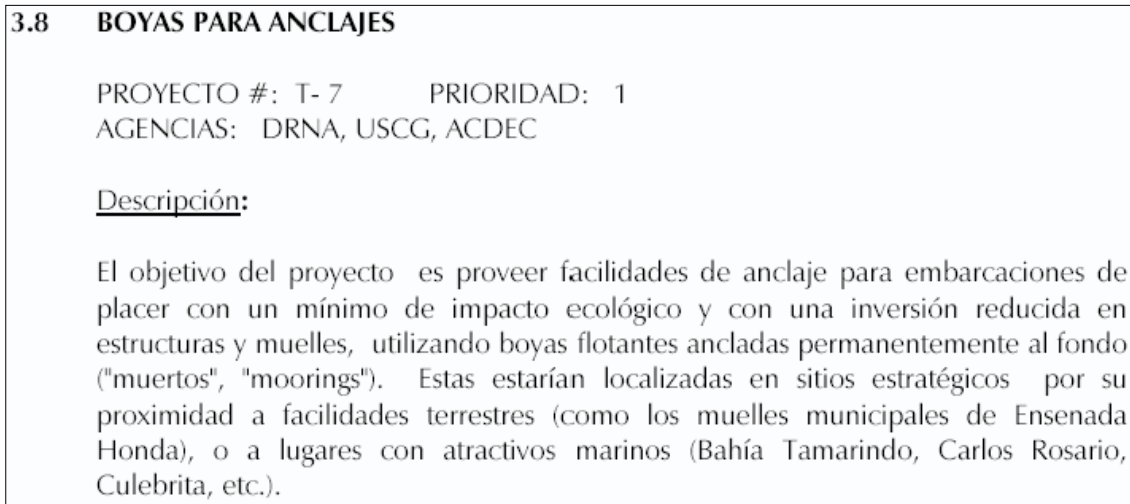 3.8 BOYAS PARA ANCLAJES
PROYECTO #: T- 7 PRIORIDAD: 1
AGENCIAS: DRNA, USCG, ACDEC
Descripción:
El objetivo del proyecto es proveer facilidades de anclaje para embarcaciones de
placer con un mínimo de impacto ecológico y con una inversión reducida en
estructuras y muelles, utilizando boyas flotantes ancladas permanentemente al fondo
("muertos", "moorings"). Estas estarían localizadas en sitios estratégicos por su
proximidad a facilidades terrestres (como los muelles municipales de Ensenada
Honda), o a lugares con atractivos marinos (Bahía Tamarindo, Carlos Rosario,
Culebrita, etc.).